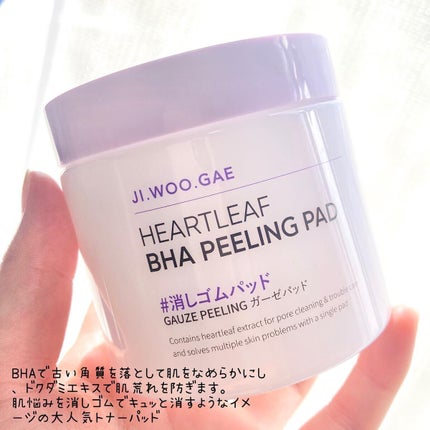 JI.WOO.GAE
HEARTLEAF
BHA PEELING PAD
#消しゴムパッド
GAUZE PEELING ガーゼパッド
Contains heartleaf extract for pore cleaning & trouble care
and solves multiple skin problems with a single pad!
BHAで古い角質を落として肌をなめらかにし
、ドクダミエキスで肌荒れを防ぎます。
肌悩みを消しゴムでキュッと消すようなイメ
ージの大人気トナーパッド